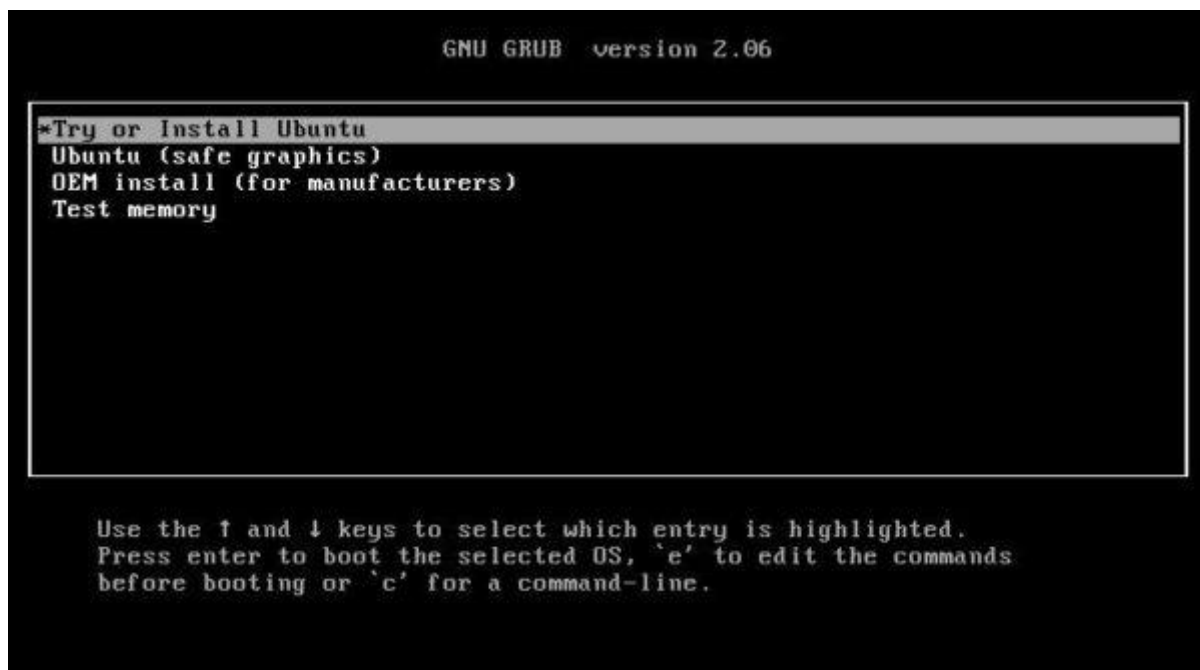 GNU GRUB  version 2.06
*Try or Install Ubuntu
Ubuntu (safe graphics)
OEM install (for manufacturers)
Test memory
Use the ↑ and ↓ keys to select which entry is highlighted.
Press enter to boot the selected OS, `e' to edit the commands
before booting or `c' for a command-line.